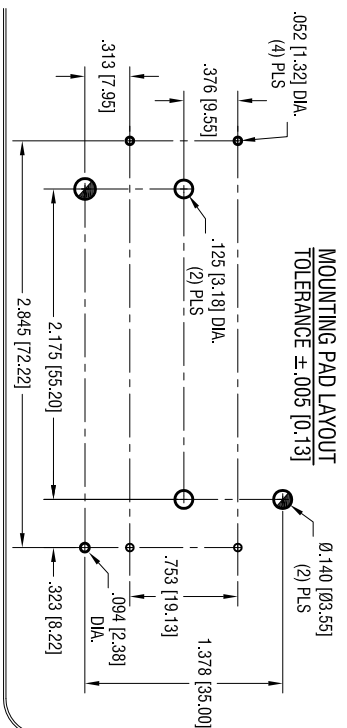 MOUNTING PAD LAYOUT
TOLERANCE ±.005 [0.13]
.052 [1.32] DIA.
(4) PLS
.376 [9.55]
.313 [7.95]
.125 [3.18] DIA.
(2) PLS
Ø.140 [Ø3.55]
(2) PLS
2.175 [55.20]
2.845 [72.22]
1.378 [35.00]
.753 [19.13]
.094 [2.38]
DIA.
.323 [8.22]